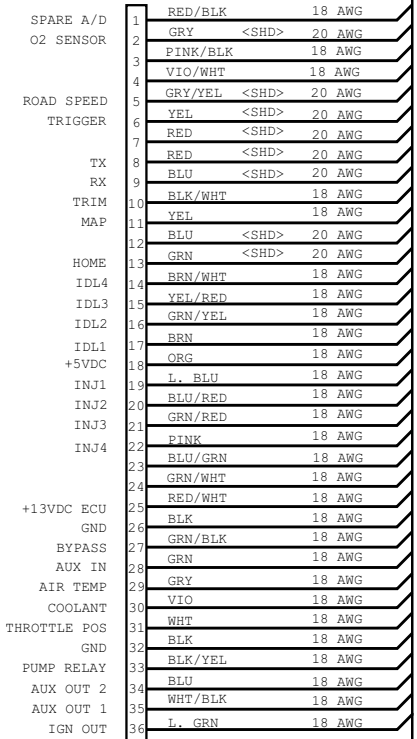 SPARE A/D 1 RED/BLK 18 AWG
O2 SENSOR 2 GRY <SHD> 20 AWG
3 PINK/BLK 18 AWG
4 VIO/WHT 18 AWG
ROAD SPEED 5 GRY/YEL <SHD> 20 AWG
TRIGGER 6 YEL <SHD> 20 AWG
7 RED <SHD> 20 AWG
TX 8 RED <SHD> 20 AWG
RX 9 BLU <SHD> 20 AWG
TRIM 10 BLK/WHT 18 AWG
MAP 11 YEL 18 AWG
12 BLU <SHD> 20 AWG
HOME 13 GRN <SHD> 20 AWG
IDL4 14 BRN/WHT 18 AWG
IDL3 15 YEL/RED 18 AWG
IDL2 16 GRN/YEL 18 AWG
IDL1 17 BRN 18 AWG
+5VDC 18 ORG 18 AWG
INJ1 19 L. BLU 18 AWG
INJ2 20 BLU/RED 18 AWG
INJ3 21 GRN/RED 18 AWG
INJ4 22 PINK 18 AWG
23 BLU/GRN 18 AWG
24 GRN/WHT 18 AWG
+13VDC ECU 25 RED/WHT 18 AWG
GND 26 BLK 18 AWG
BYPASS 27 GRN/BLK 18 AWG
AUX IN 28 GRN 18 AWG
AIR TEMP 29 GRY 18 AWG
COOLANT 30 VIO 18 AWG
THROTTLE POS 31 WHT 18 AWG
GND 32 BLK 18 AWG
PUMP RELAY 33 BLK/YEL 18 AWG
AUX OUT 2 34 BLU 18 AWG
AUX OUT 1 35 WHT/BLK 18 AWG
IGN OUT 36 L. GRN 18 AWG